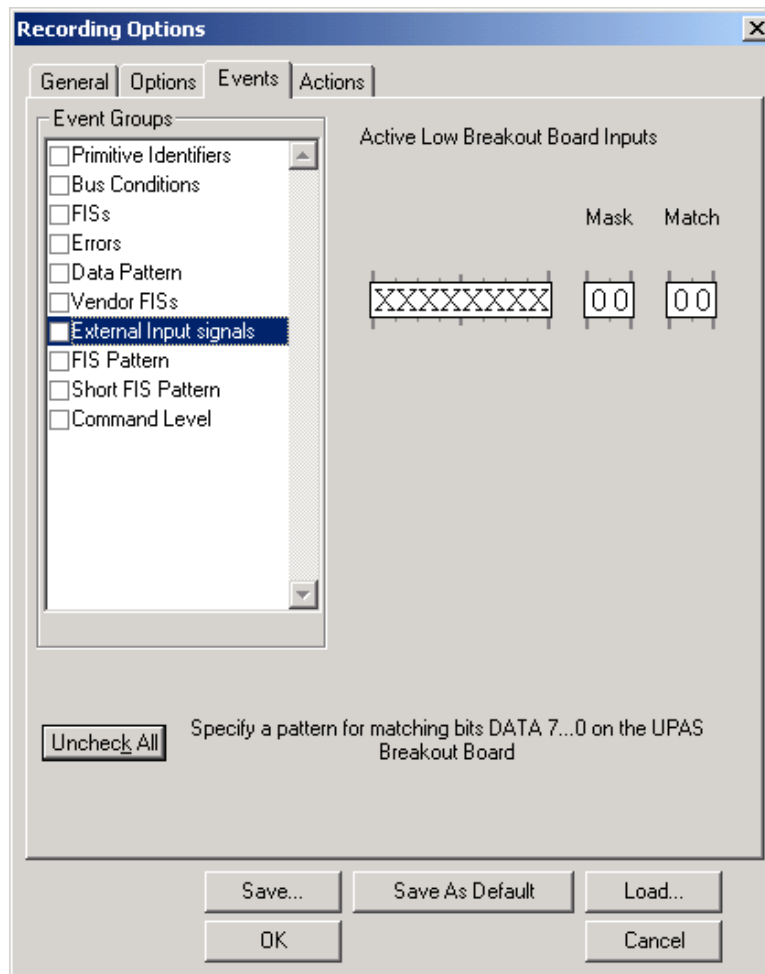 Recording Options
General Options Events Actions
Event Groups
Primitive Identifiers
Bus Conditions
FISs
Errors
Data Pattern
Vendor FISs
External Input signals
FIS Pattern
Short FIS Pattern
Command Level
Active Low Breakout Board Inputs
Mask Match
XXXXXXXX 00 00
Uncheck All
Specify a pattern for matching bits DATA 7...0 on the UPAS
Breakout Board
Save... Save As Default Load...
OK Cancel